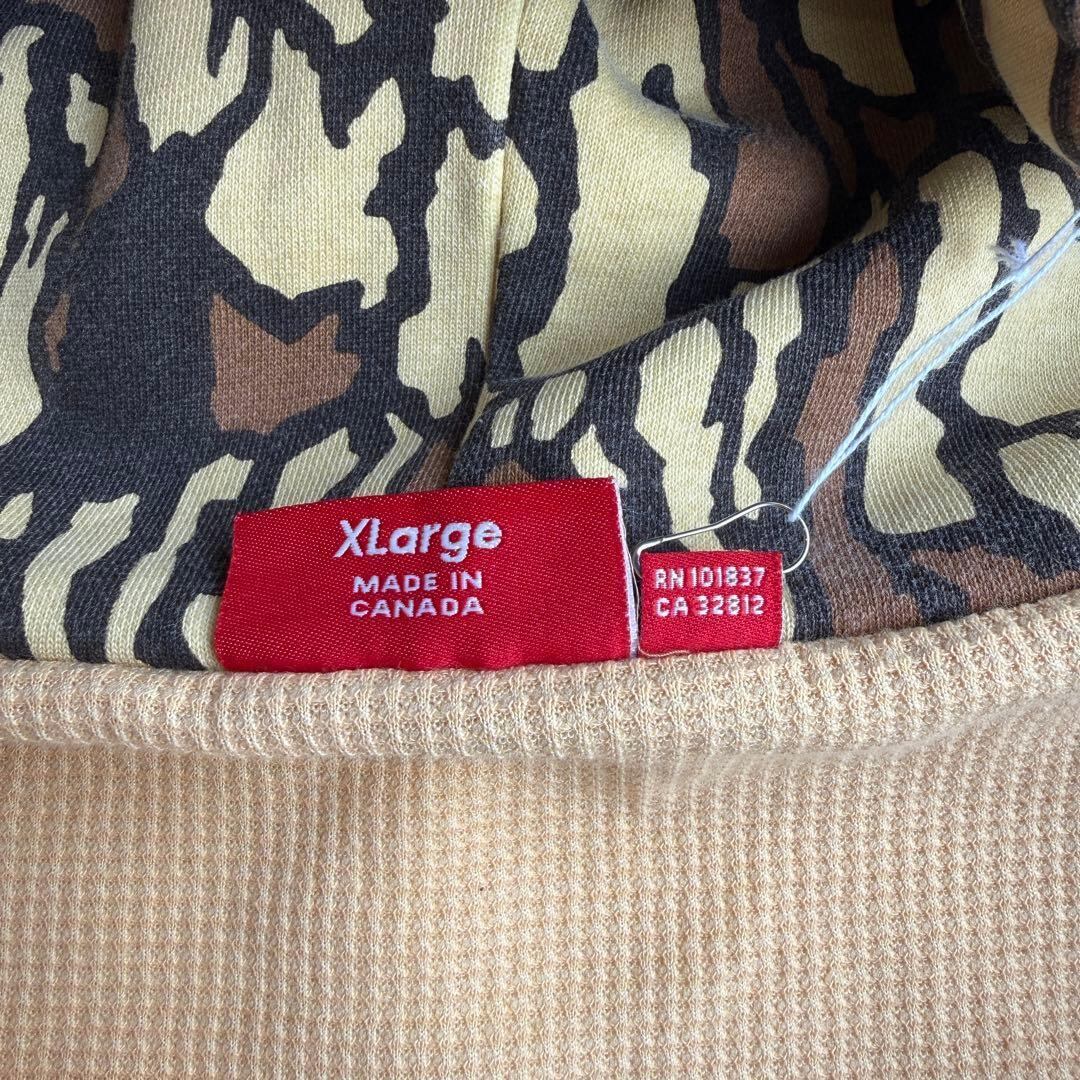 XLarge
MADE IN
CANADA
RN 101837
CA 32812